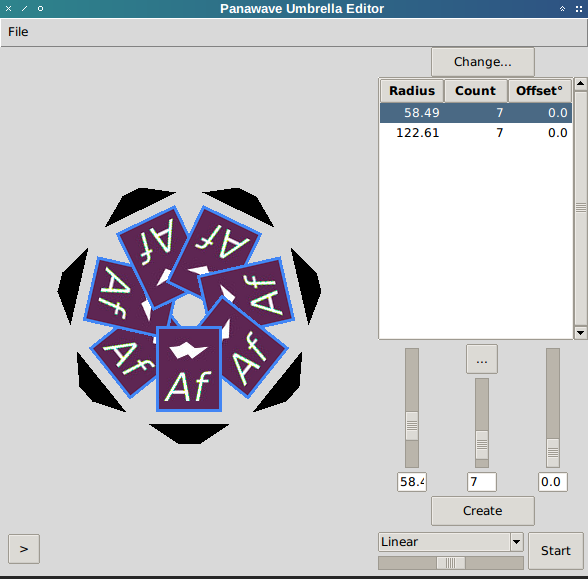 Panawave Umbrella Editor
File
Change...
Radius Count Offset°
58.49 7 0.0
122.61 7 0.0
Af
Af
Af
Af
Af
Af
Af
...
58.4
7
0.0
Create
Linear
>
Start